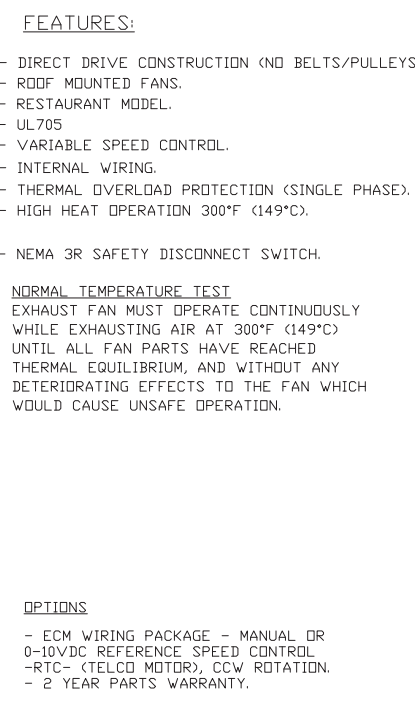 FEATURES:
- DIRECT DRIVE CONSTRUCTION (NO BELTS/PULLEYS
- ROOF MOUNTED FANS.
- RESTAURANT MODEL.
- UL705
- VARIABLE SPEED CONTROL.
- INTERNAL WIRING.
- THERMAL OVERLOAD PROTECTION (SINGLE PHASE).
- HIGH HEAT OPERATION 300°F (149°C).
- NEMA 3R SAFETY DISCONNECT SWITCH.
NORMAL TEMPERATURE TEST
EXHAUST FAN MUST OPERATE CONTINUOUSLY
WHILE EXHAUSTING AIR AT 300°F (149°C)
UNTIL ALL FAN PARTS HAVE REACHED
THERMAL EQUILIBRIUM, AND WITHOUT ANY
DETERIORATING EFFECTS TO THE FAN WHICH
WOULD CAUSE UNSAFE OPERATION.
OPTIONS
- ECM WIRING PACKAGE - MANUAL OR
0-10VDC REFERENCE SPEED CONTROL
-RTC- (TELCO MOTOR), CCW ROTATION.
- 2 YEAR PARTS WARRANTY.